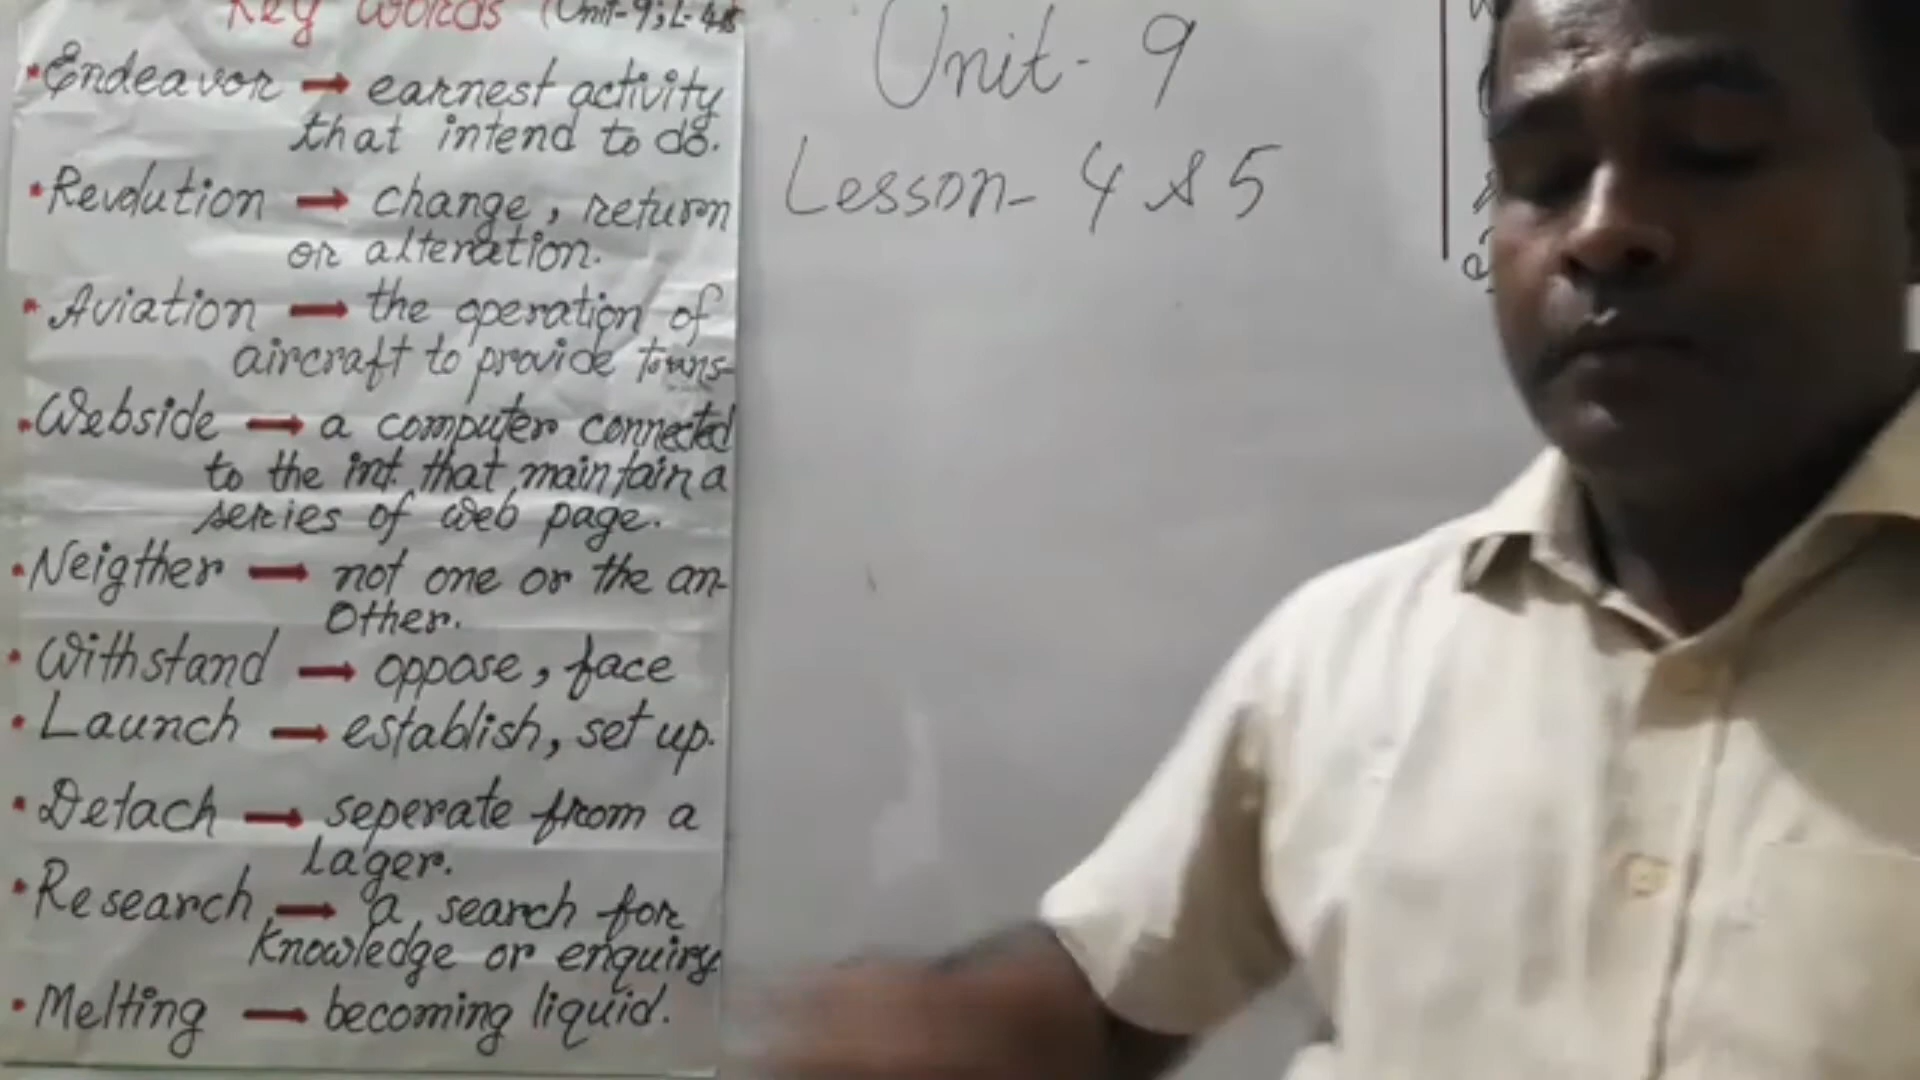 Key Words (Unit-9; L-4&5
Endeavor → earnest activity
that intend to do.
Revolution → change, return
or alteration.
Aviation → the operation of
aircraft to provide trans-
Webside → a computer connected
to the int. that maintain a
series of web page.
Neigther → not one or the an-
other.
Withstand → oppose, face
Launch → establish, set up.
Detach → seperate from a
Lager.
Research → a search for
knowledge or enquiry
Melting → becoming liquid.
Unit- 9
Lesson- 4 & 5